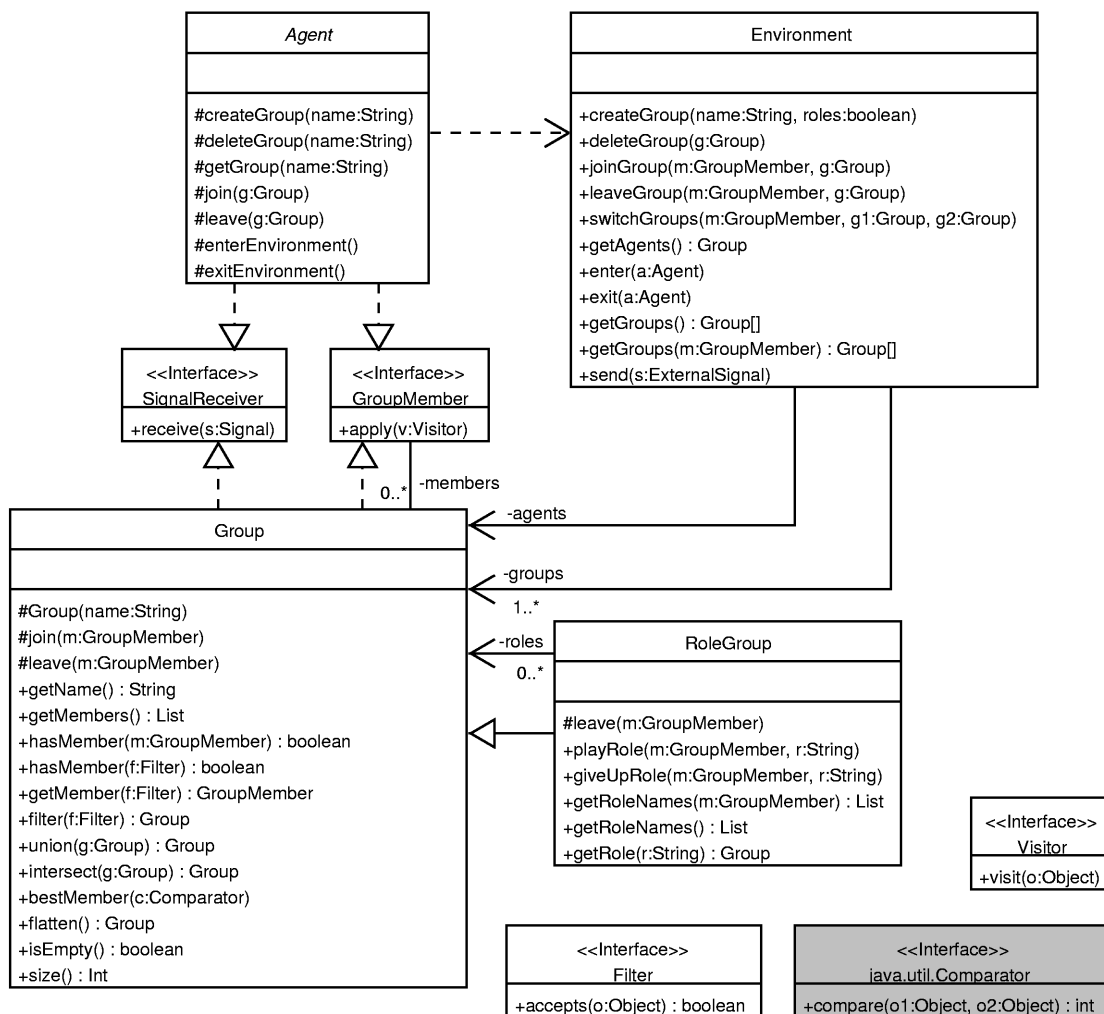 Agent
#createGroup(name:String)
#deleteGroup(name:String)
#getGroup(name:String)
#join(g:Group)
#leave(g:Group)
#enterEnvironment()
#exitEnvironment()
Environment
+createGroup(name:String, roles:boolean)
+deleteGroup(g:Group)
+joinGroup(m:GroupMember, g:Group)
+leaveGroup(m:GroupMember, g:Group)
+switchGroups(m:GroupMember, g1:Group, g2:Group)
+getAgents() : Group
+enter(a:Agent)
+exit(a:Agent)
+getGroups() : Group[]
+getGroups(m:GroupMember) : Group[]
+send(s:ExternalSignal)
<<Interface>>
SignalReceiver
+receive(s:Signal)
<<Interface>>
GroupMember
+apply(v:Visitor)
-members
0..*
-agents
-groups
1..*
-roles
0..*
Group
#Group(name:String)
#join(m:GroupMember)
#leave(m:GroupMember)
+getName() : String
+getMembers() : List
+hasMember(m:GroupMember) : boolean
+hasMember(f:Filter) : boolean
+getMember(f:Filter) : GroupMember
+filter(f:Filter) : Group
+union(g:Group) : Group
+intersect(g:Group) : Group
+bestMember(c:Comparator)
+flatten() : Group
+isEmpty() : boolean
+size() : Int
RoleGroup
#leave(m:GroupMember)
+playRole(m:GroupMember, r:String)
+giveUpRole(m:GroupMember, r:String)
+getRoleNames(m:GroupMember) : List
+getRoleNames() : List
+getRole(r:String) : Group
<<Interface>>
Visitor
+visit(o:Object)
<<Interface>>
Filter
+accepts(o:Object) : boolean
<<Interface>>
java.util.Comparator
+compare(o1:Object, o2:Object) : int